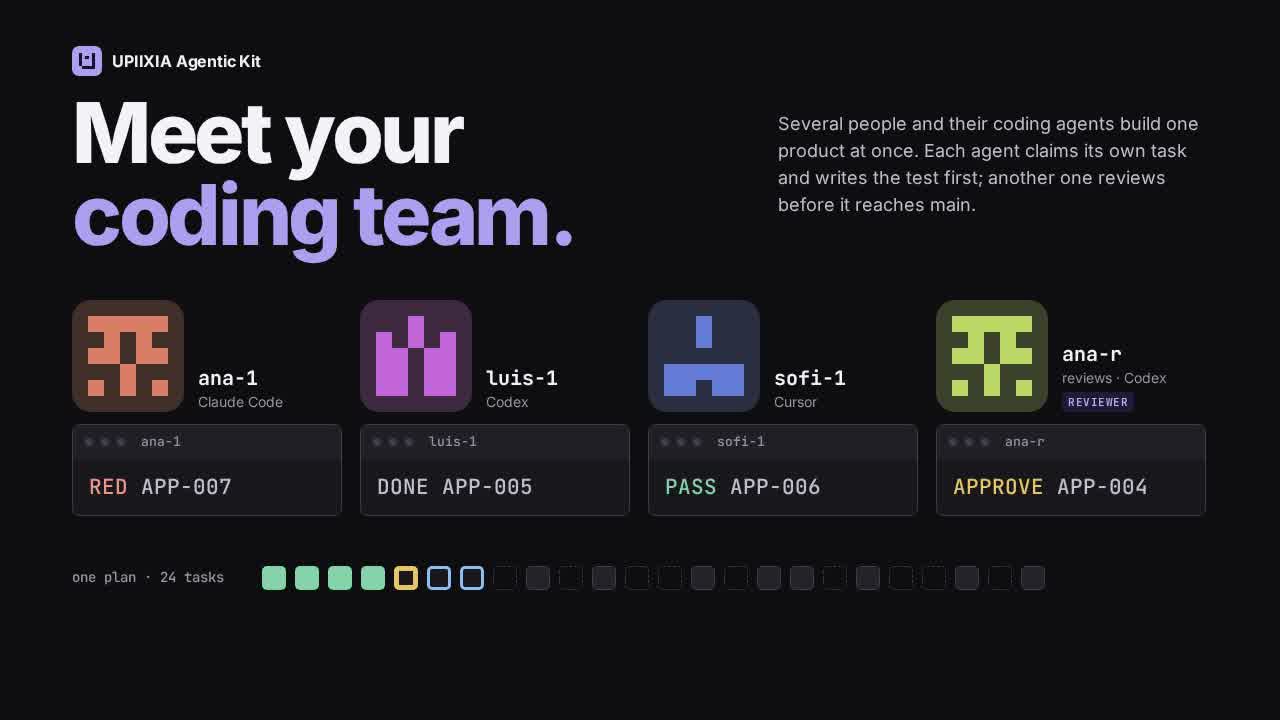 UPIIXIA Agentic Kit
Meet your
coding team.
Several people and their coding agents build one
product at once. Each agent claims its own task
and writes the test first; another one reviews
before it reaches main.
ana-1
Claude Code
luis-1
Codex
sofi-1
Cursor
ana-r
reviews · Codex
REVIEWER
ana-1
RED APP-007
luis-1
DONE APP-005
sofi-1
PASS APP-006
ana-r
APPROVE APP-004
one plan · 24 tasks